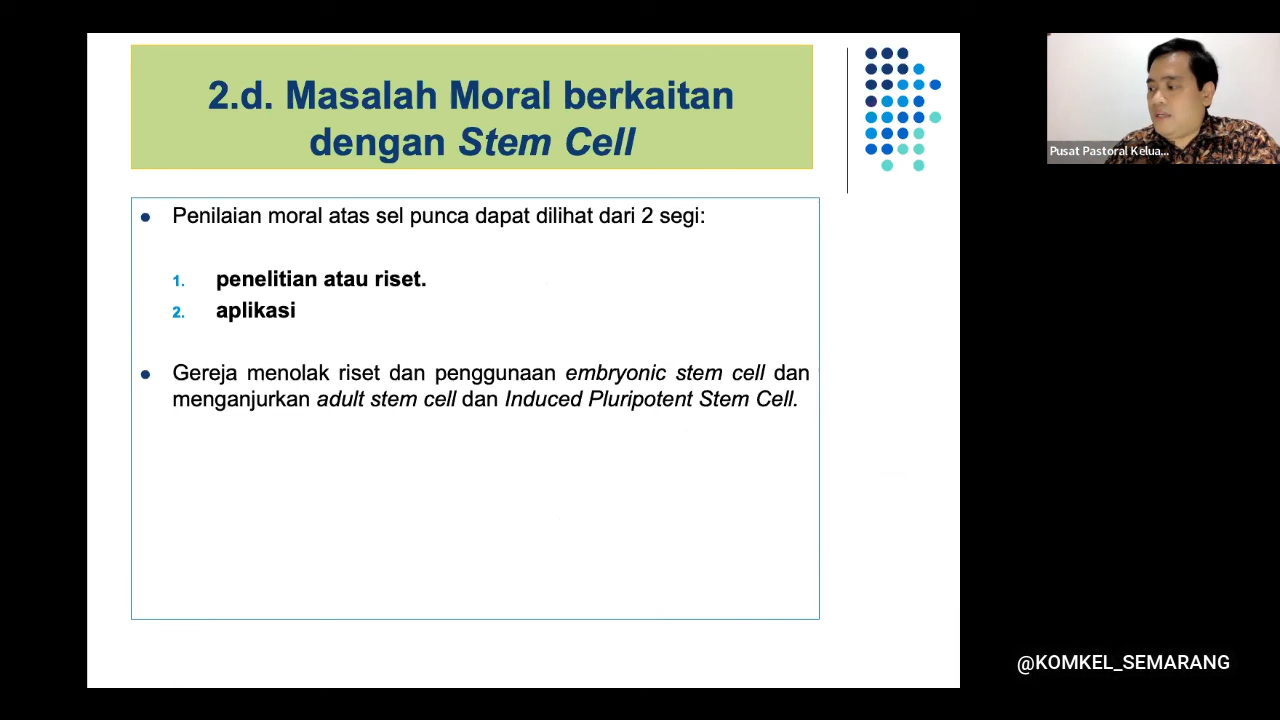 2.d. Masalah Moral berkaitan
dengan Stem Cell
Penilaian moral atas sel punca dapat dilihat dari 2 segi:
1. penelitian atau riset.
2. aplikasi
Gereja menolak riset dan penggunaan embryonic stem cell dan
menganjurkan adult stem cell dan Induced Pluripotent Stem Cell.
Pusat Pastoral Kelua...
@KOMKEL_SEMARANG